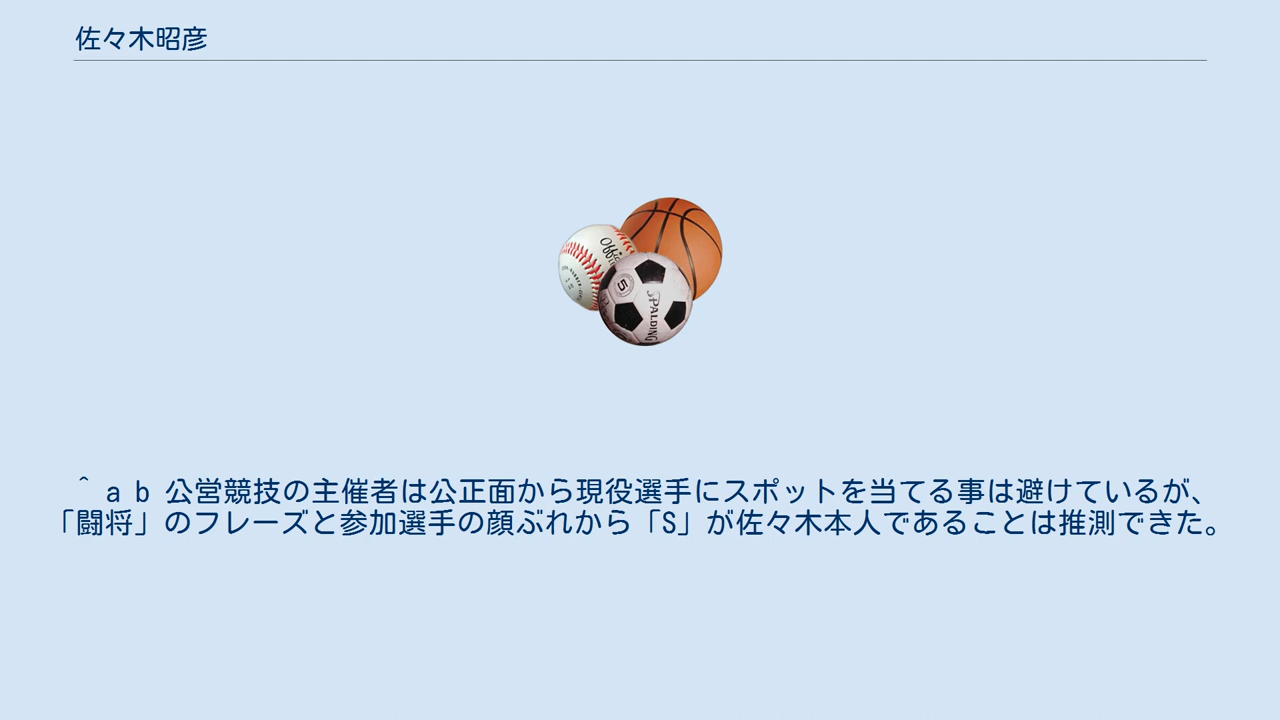 佐々木昭彦
Offic
5
SPALDING
＾ a b 公営競技の主催者は公正面から現役選手にスポットを当てる事は避けているが、
「闘将」のフレーズと参加選手の顔ぶれから「S」が佐々木本人であることは推測できた。